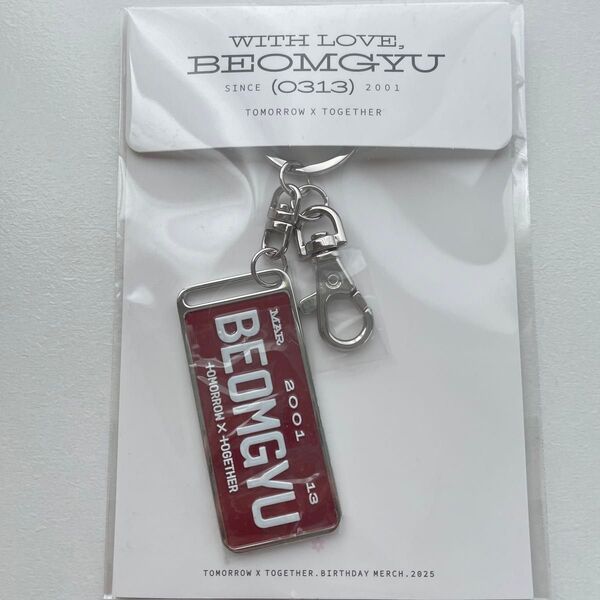 WITH LOVE,
BEOMGYU
SINCE (0313) 2001
TOMORROW X TOGETHER
MAR 2001 13
BEOMGYU
TOMORROW X TOGETHER
TOMORROW X TOGETHER.BIRTHDAY MERCH.2025